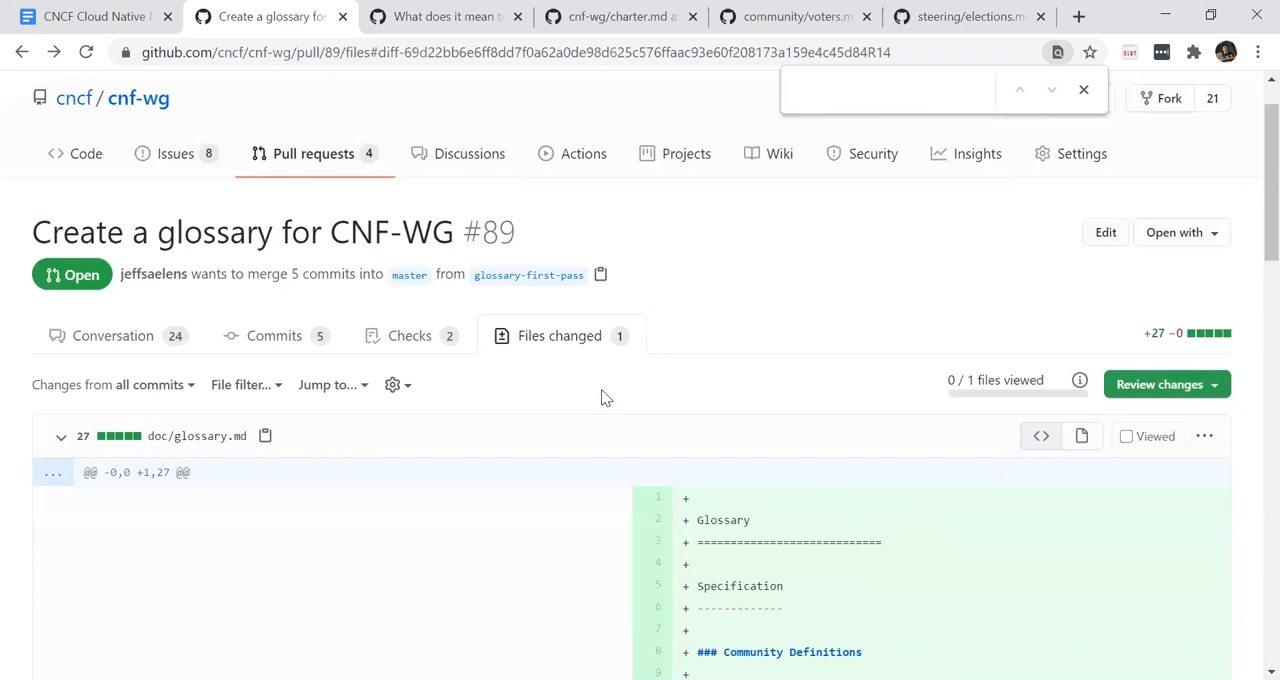 CNCF Cloud Native
Create a glossary for
What does it mean t
cnf-wg/charter.md a
community/voters.m
steering/elections.m
github.com/cncf/cnf-wg/pull/89/files#diff-69d22bb6e6ff8dd7f0a62a0de98d625c576ffaac93e60f208173a159e4c45d84R14
cncf / cnf-wg
Fork 21
Code
Issues 8
Pull requests 4
Discussions
Actions
Projects
Wiki
Security
Insights
Settings
Create a glossary for CNF-WG #89
Edit
Open with
Open jeffsaelens wants to merge 5 commits into master from glossary-first-pass
Conversation 24
Commits 5
Checks 2
Files changed 1
+27 −0
Changes from all commits
File filter...
Jump to...
0 / 1 files viewed
Review changes
27 doc/glossary.md
Viewed
... @@ -0,0 +1,27 @@
1 +
2 + Glossary
3 + ============================
4 +
5 + Specification
6 + -------------
7 +
8 + ### Community Definitions
9 +